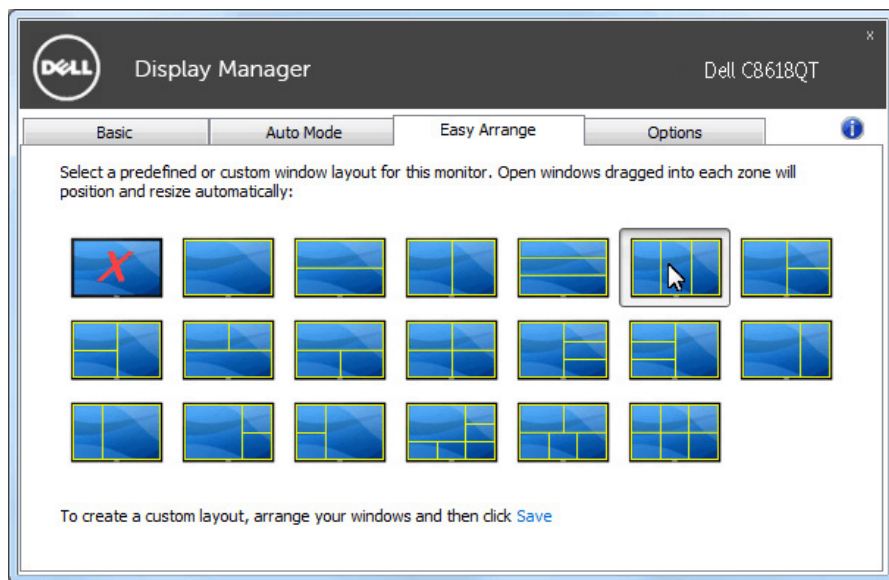 DELL
Display Manager
Dell C8618QT
x
Basic
Auto Mode
Easy Arrange
Options
i
Select a predefined or custom window layout for this monitor. Open windows dragged into each zone will
position and resize automatically:
X
To create a custom layout, arrange your windows and then click Save